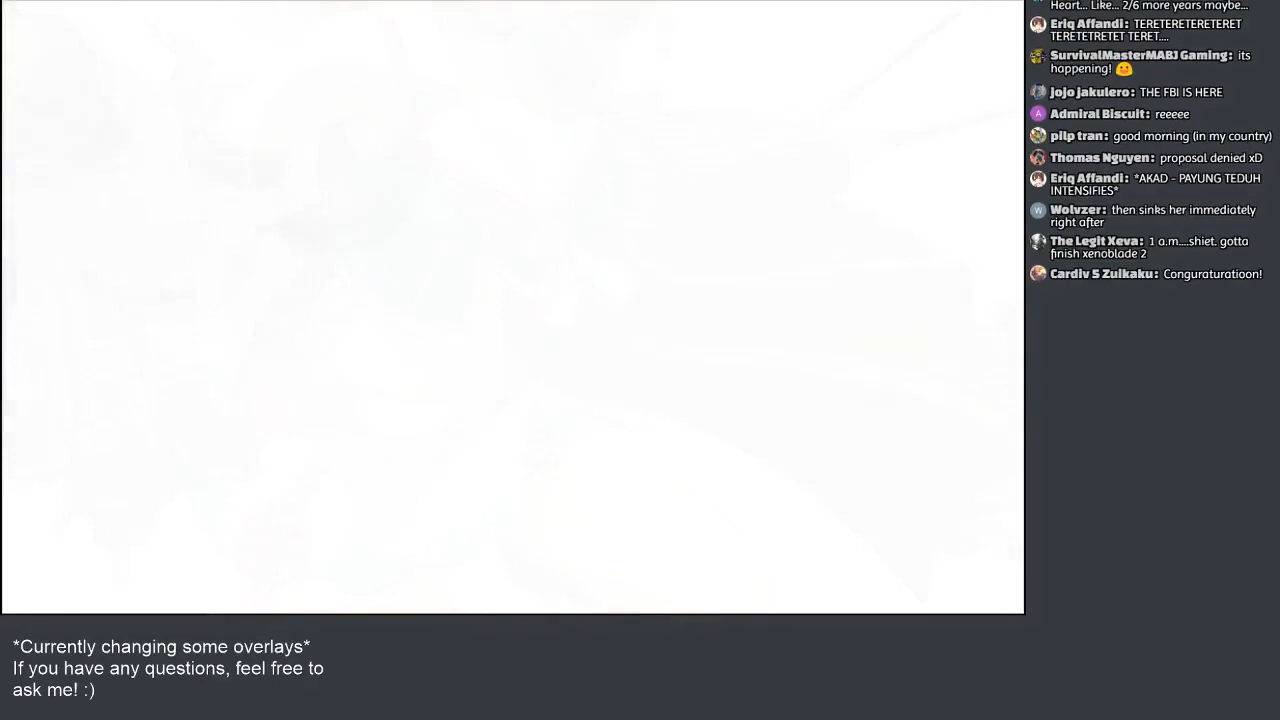 Heart... Like... 2/6 more years maybe...
Eriq Affandi: TERETERETERETERET
TERETETRETET TERET....
SurvivalMasterMABJ Gaming: its
happening!
jojo jakulero: THE FBI IS HERE
A Admiral Biscuit: reeeee
pilp tran: good morning (in my country)
Thomas Nguyen: proposal denied xD
Eriq Affandi: *AKAD - PAYUNG TEDUH
INTENSIFIES*
W Wolvzer: then sinks her immediately
right after
The Legit Xeva: 1 a.m....shiet. gotta
finish xenoblade 2
Cardiv 5 Zuikaku: Conguraturatioon!
*Currently changing some overlays*
If you have any questions, feel free to
ask me! :)